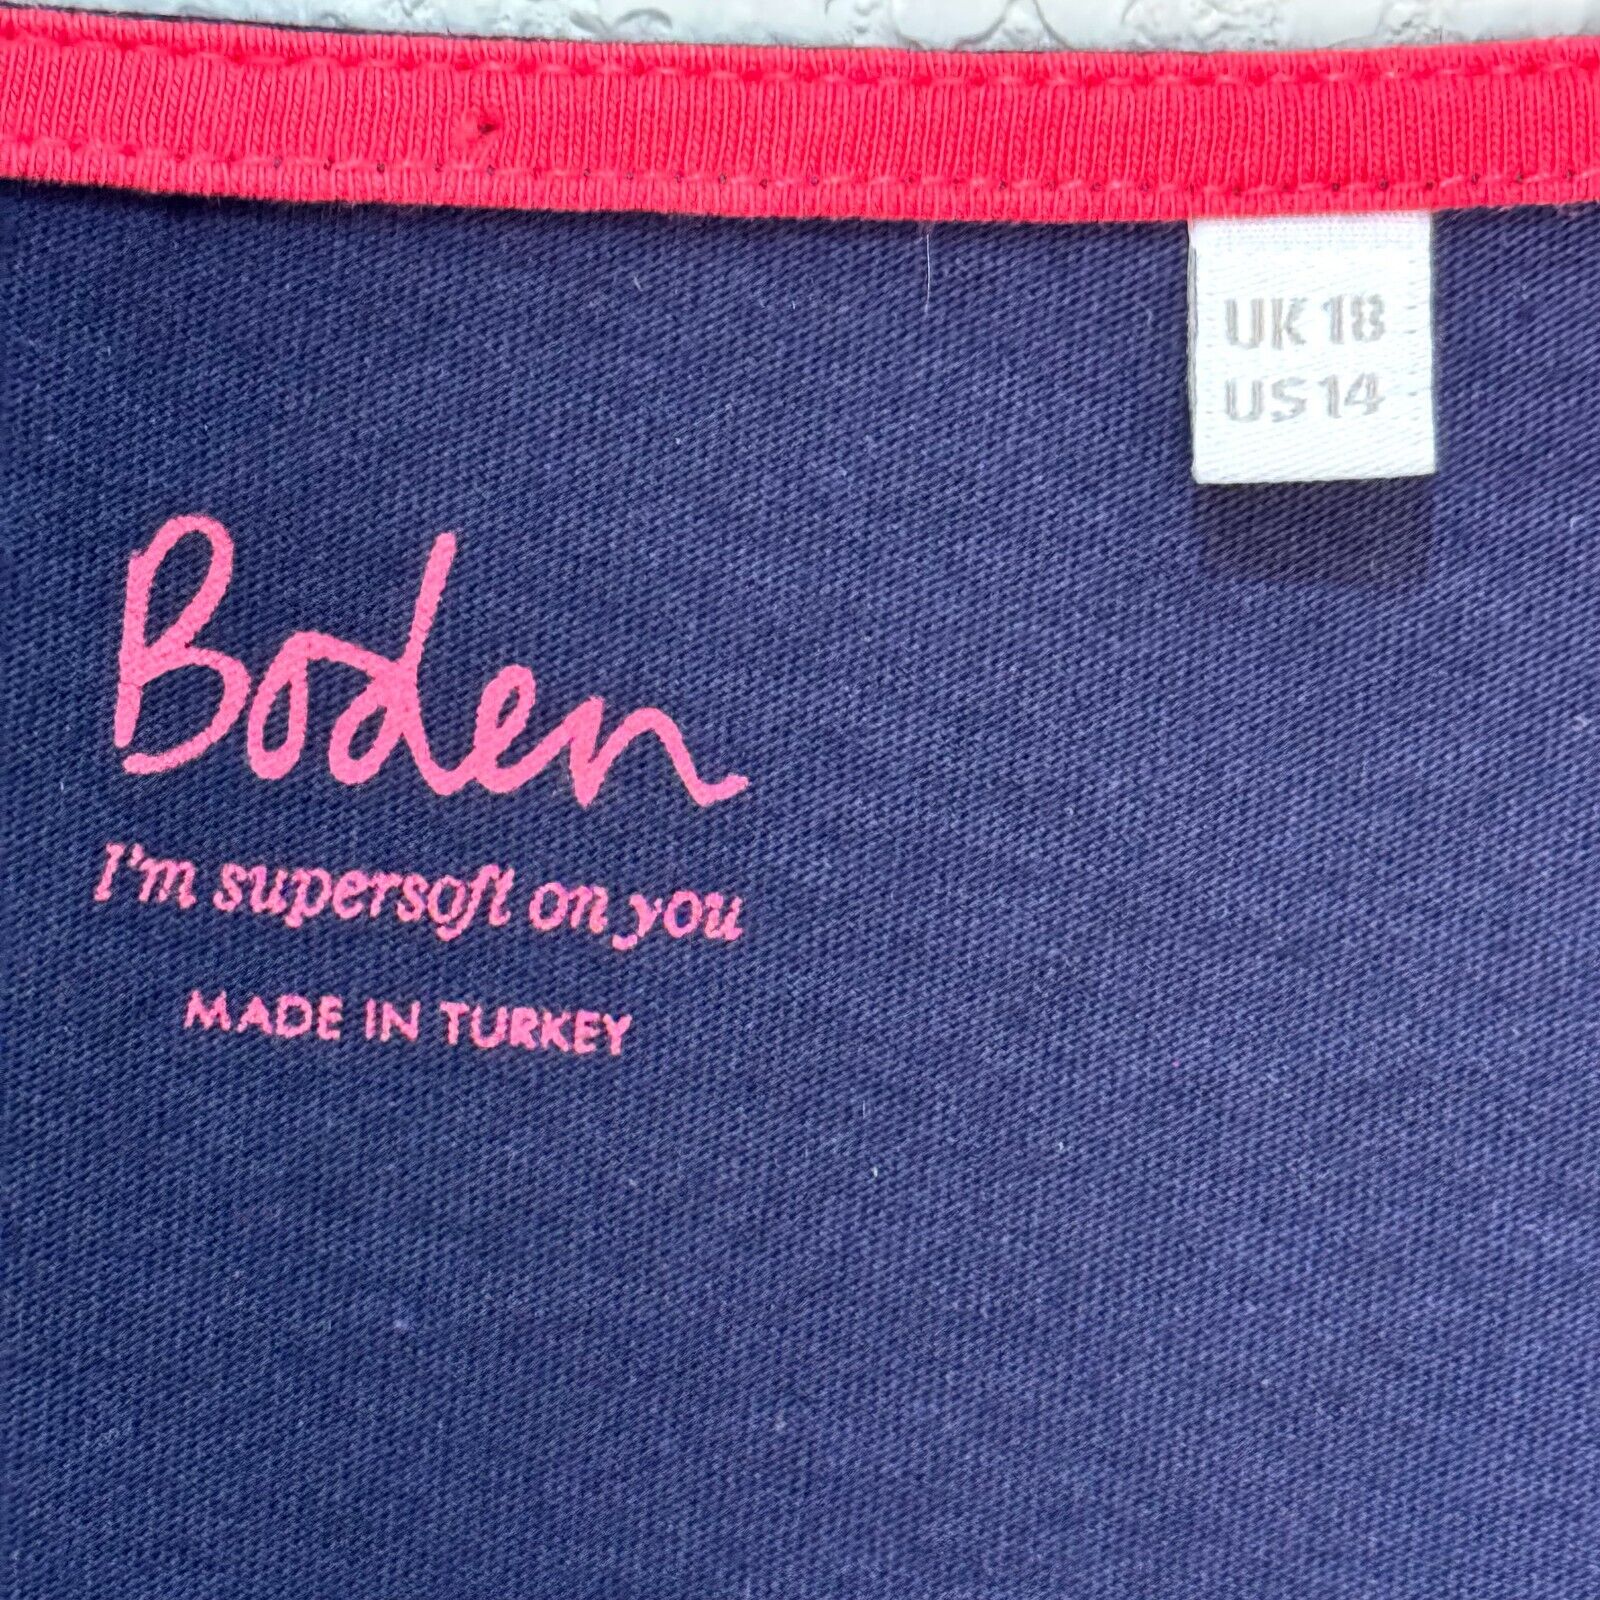 UK 18
US 14
Boden
I'm supersoft on you
MADE IN TURKEY